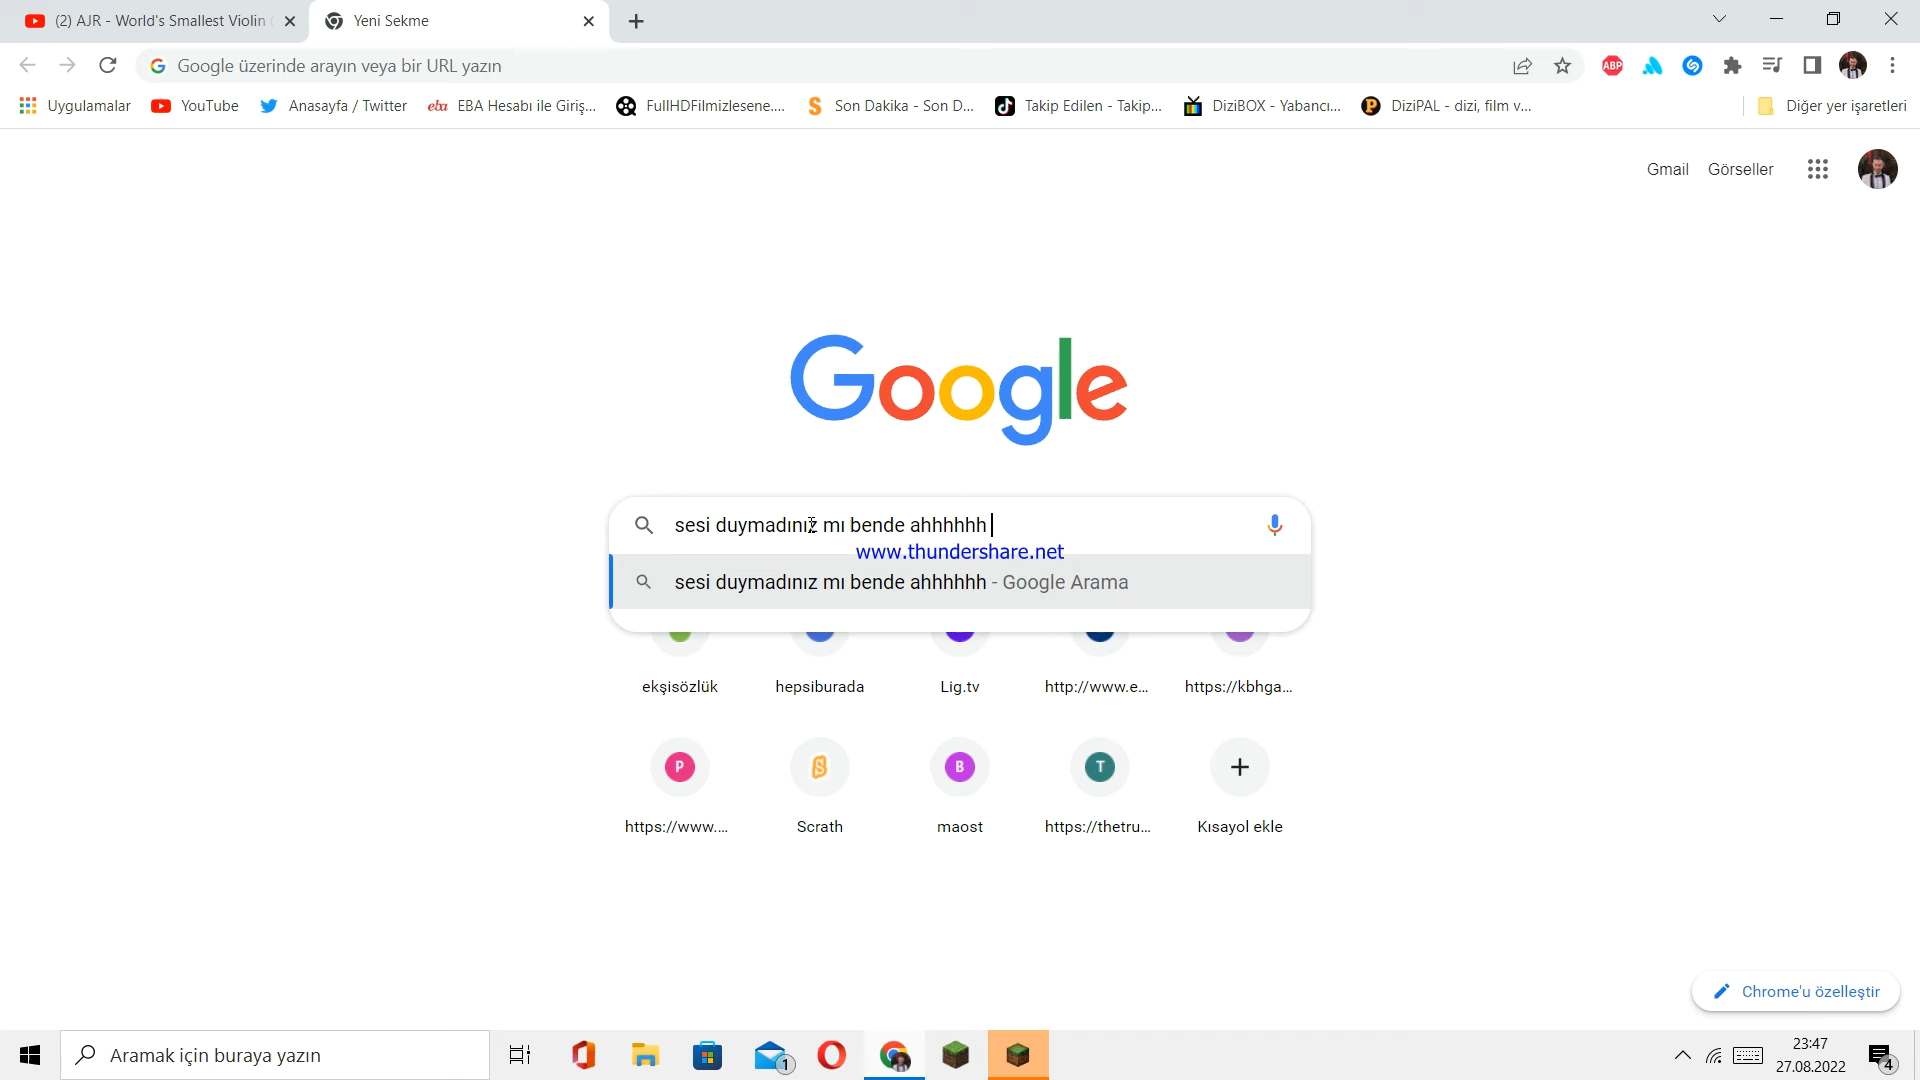 (2) AJR - World's Smallest Violin
Yeni Sekme
Google üzerinde arayın veya bir URL yazın
ABP
Uygulamalar
YouTube
Anasayfa / Twitter
eba EBA Hesabı ile Giriş...
FullHDFilmizlesene....
S Son Dakika - Son D...
Takip Edilen - Takip...
DiziBOX - Yabancı...
P DiziPAL - dizi, film v...
Diğer yer işaretleri
Gmail Görseller
Google
sesi duymadınız mı bende ahhhhhh
www.thundershare.net
sesi duymadınız mı bende ahhhhhh - Google Arama
ekşisözlük
hepsiburada
Lig.tv
http://www.e...
https://kbhga...
P
S
B
T
https://www....
Scrath
maost
https://thetru...
Kısayol ekle
Chrome'u özelleştir
Aramak için buraya yazın
1
23:47
27.08.2022
4